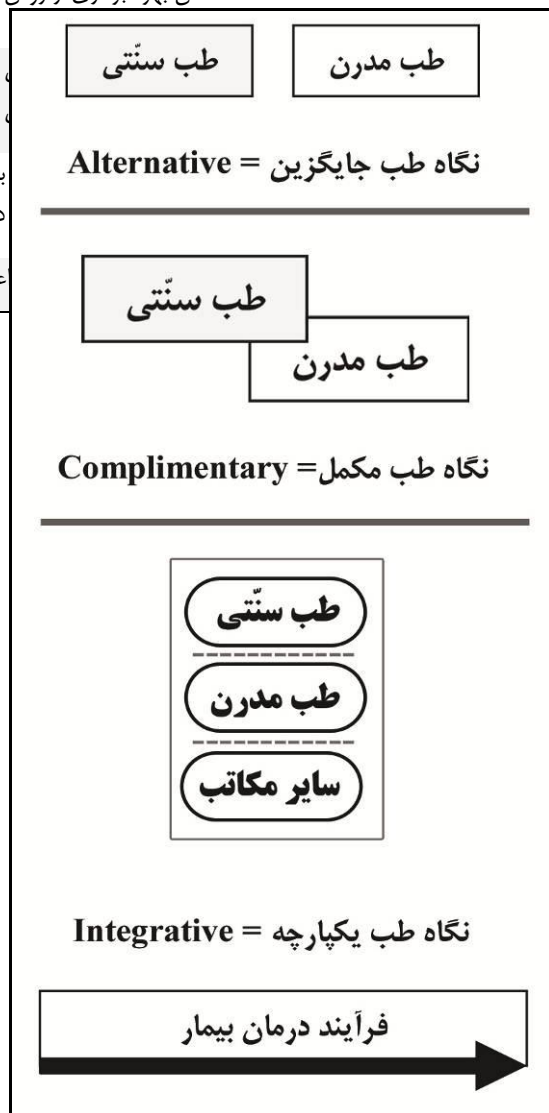 طب مدرن
طب سنّتی
نگاه طب جایگزین = Alternative
طب سنّتی
طب مدرن
نگاه طب مکمل= Complimentary
طب سنّتی
طب مدرن
سایر مکاتب
نگاه طب یکپارچه = Integrative
فرآیند درمان بیمار